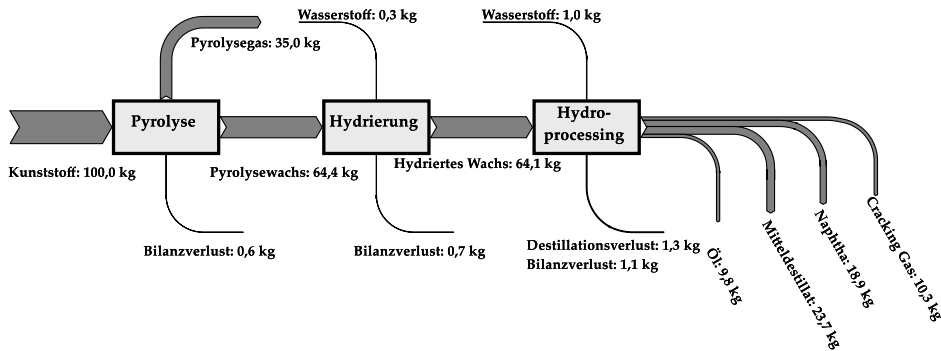 Wasserstoff: 0,3 kg
Wasserstoff: 1,0 kg
Pyrolysegas: 35,0 kg
Pyrolyse
Hydrierung
Hydro-
processing
Kunststoff: 100,0 kg
Pyrolysewachs: 64,4 kg
Hydriertes Wachs: 64,1 kg
Bilanzverlust: 0,6 kg
Bilanzverlust: 0,7 kg
Destillationsverlust: 1,3 kg
Bilanzverlust: 1,1 kg
Öl: 9,8 kg
Mitteldestillat: 23,7 kg
Naphtha: 18,9 kg
Cracking Gas: 10,3 kg